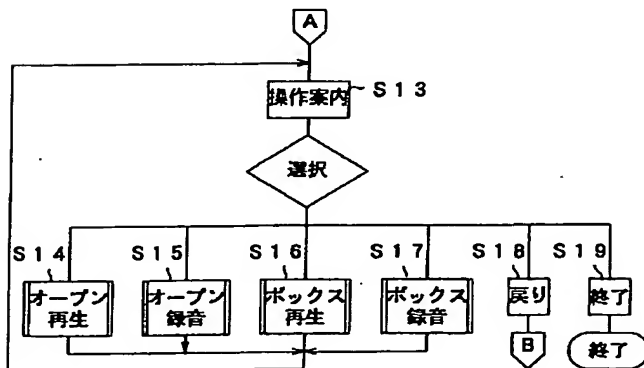 A
操作案内
S13
選択
S14
S15
S16
S17
S18
S19
オープン
再生
オープン
録音
ボックス
再生
ボックス
録音
戻り
終了
B
終了